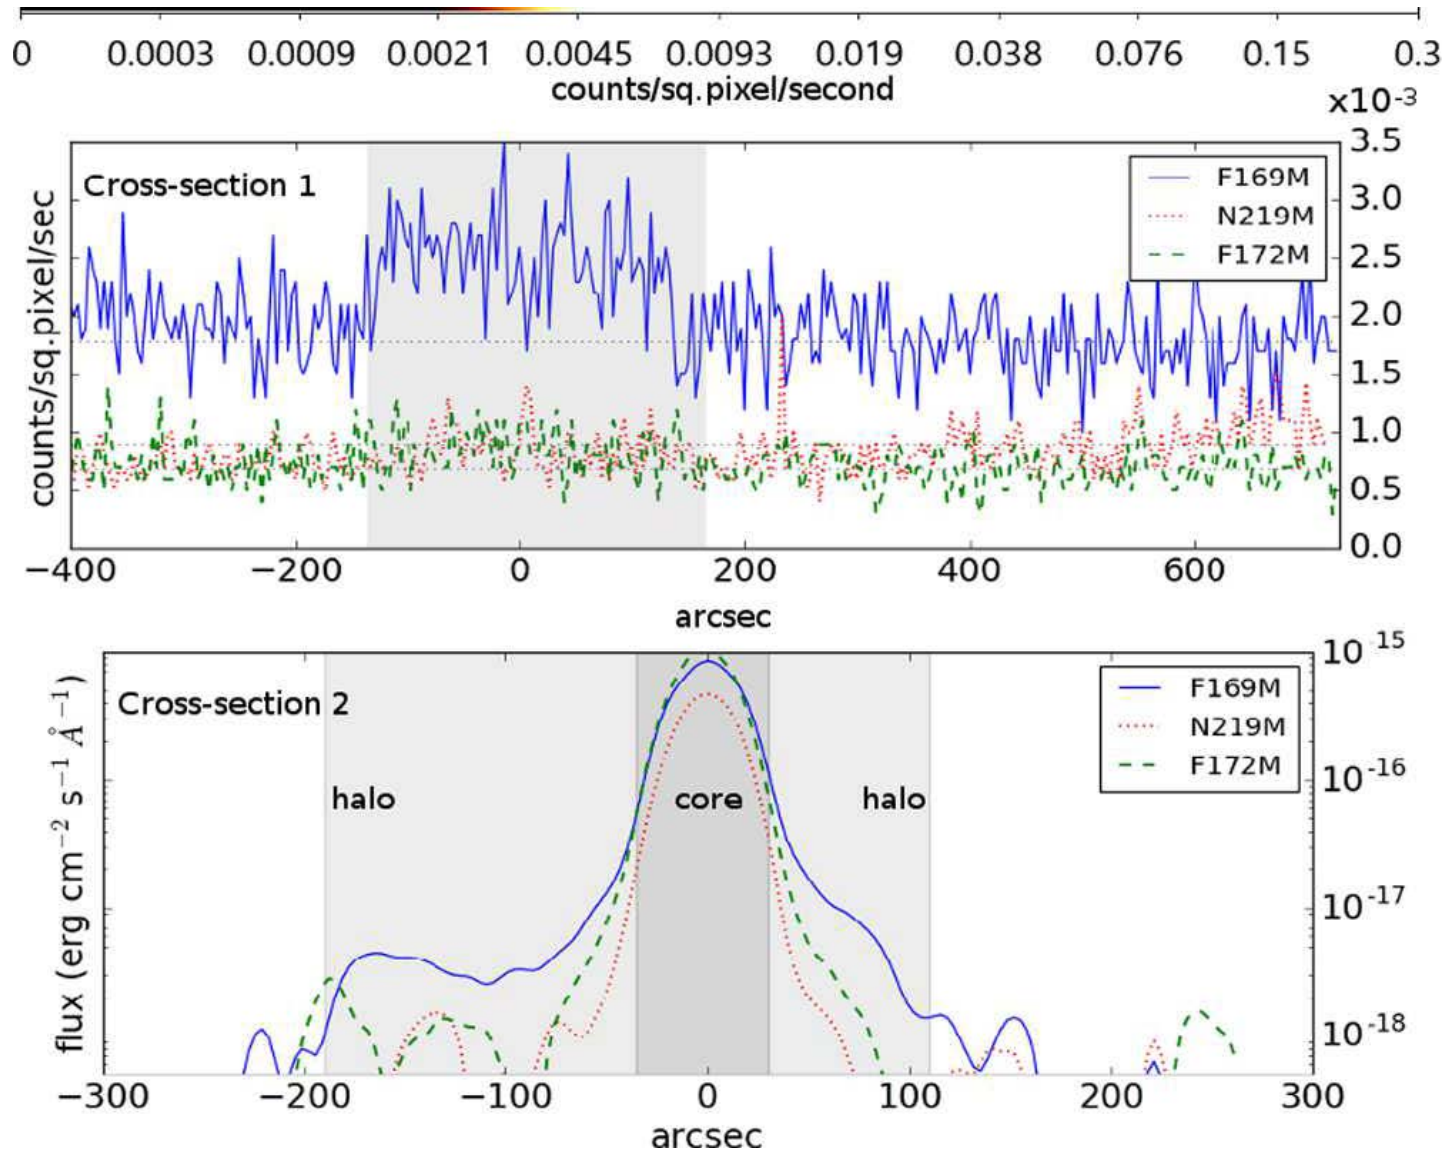 0 0.0003 0.0009 0.0021 0.0045 0.0093 0.019 0.038 0.076 0.15 0.3
counts/sq.pixel/second
x10-3
Cross-section 1
counts/sq.pixel/sec
F169M
N219M
F172M
3.5
3.0
2.5
2.0
1.5
1.0
0.5
0.0
−400 −200 0 200 400 600
arcsec
Cross-section 2
flux (erg cm−2 s−1 Å−1)
halo core halo
F169M
N219M
F172M
10-15
10-16
10-17
10-18
−300 −200 −100 0 100 200 300
arcsec